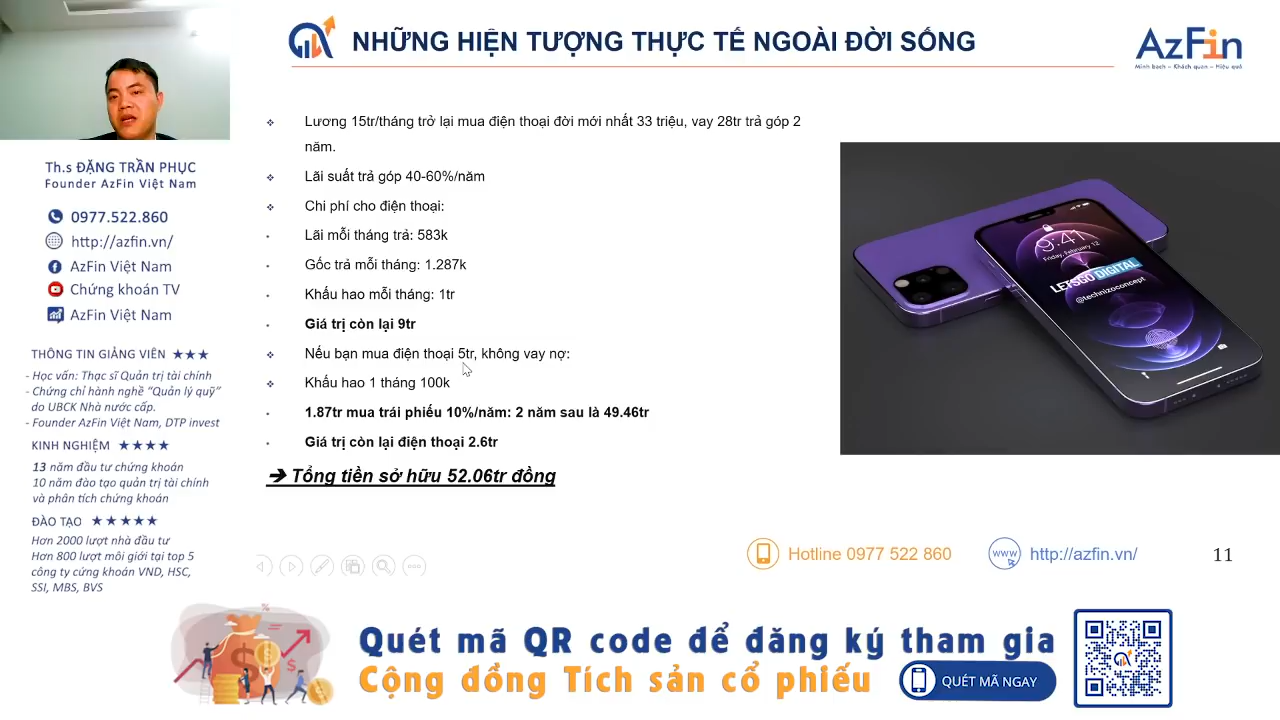 NHỮNG HIỆN TƯỢNG THỰC TẾ NGOÀI ĐỜI SỐNG
AzFin
Minh bạch – Khách quan – Hiệu quả
Th.s ĐẶNG TRẦN PHỤC
Founder AzFin Việt Nam
0977.522.860
http://azfin.vn/
AzFin Việt Nam
Chứng khoán TV
AzFin Việt Nam
THÔNG TIN GIẢNG VIÊN ★★★
- Học vấn: Thạc sĩ Quản trị tài chính
- Chứng chỉ hành nghề "Quản lý quỹ"
do UBCK Nhà nước cấp.
- Founder AzFin Việt Nam, DTP invest
KINH NGHIỆM ★★★★
13 năm đầu tư chứng khoán
10 năm đào tạo quản trị tài chính
và phân tích chứng khoán
ĐÀO TẠO ★★★★★
Hơn 2000 lượt nhà đầu tư
Hơn 800 lượt môi giới tại top 5
công ty cứng khoán VND, HSC,
SSI, MBS, BVS
❖ Lương 15tr/tháng trở lại mua điện thoại đời mới nhất 33 triệu, vay 28tr trả góp 2
năm.
❖ Lãi suất trả góp 40-60%/năm
❖ Chi phí cho điện thoại:
• Lãi mỗi tháng trả: 583k
• Gốc trả mỗi tháng: 1.287k
• Khấu hao mỗi tháng: 1tr
• Giá trị còn lại 9tr
❖ Nếu bạn mua điện thoại 5tr, không vay nợ:
❖ Khấu hao 1 tháng 100k
• 1.87tr mua trái phiếu 10%/năm: 2 năm sau là 49.46tr
• Giá trị còn lại điện thoại 2.6tr
➔ Tổng tiền sở hữu 52.06tr đồng
9:41
Friday, February 12
LETSGO DIGITAL
@technizoconcept
Hotline 0977 522 860
www
http://azfin.vn/
11
Quét mã QR code để đăng ký tham gia
Cộng đồng Tích sản cổ phiếu
QUÉT MÃ NGAY